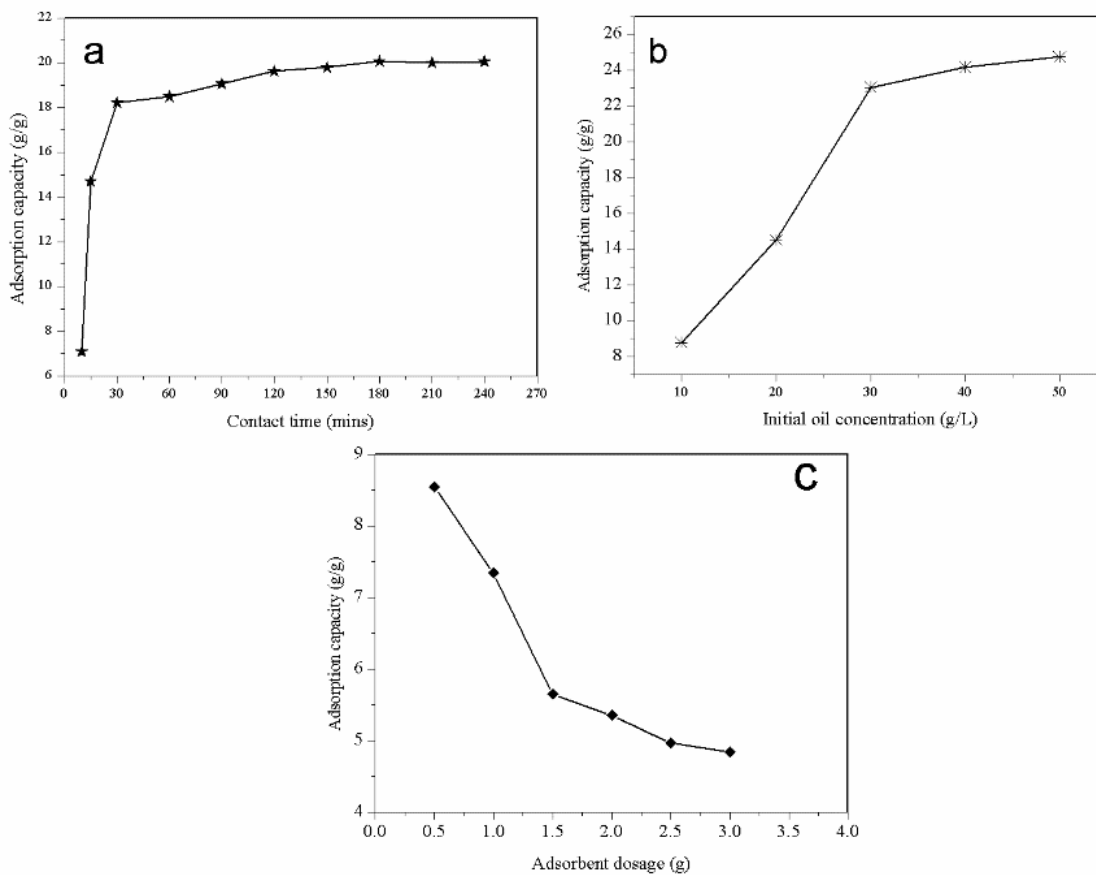 a
22
20
18
16
14
12
10
8
6
Adsorption capacity (g/g)
0 30 60 90 120 150 180 210 240 270
Contact time (mins)
b
26
24
22
20
18
16
14
12
10
8
Adsorption capacity (g/g)
10 20 30 40 50
Initial oil concentration (g/L)
C
9
8
7
6
5
4
Adsorption capacity (g/g)
0.0 0.5 1.0 1.5 2.0 2.5 3.0 3.5 4.0
Adsorbent dosage (g)